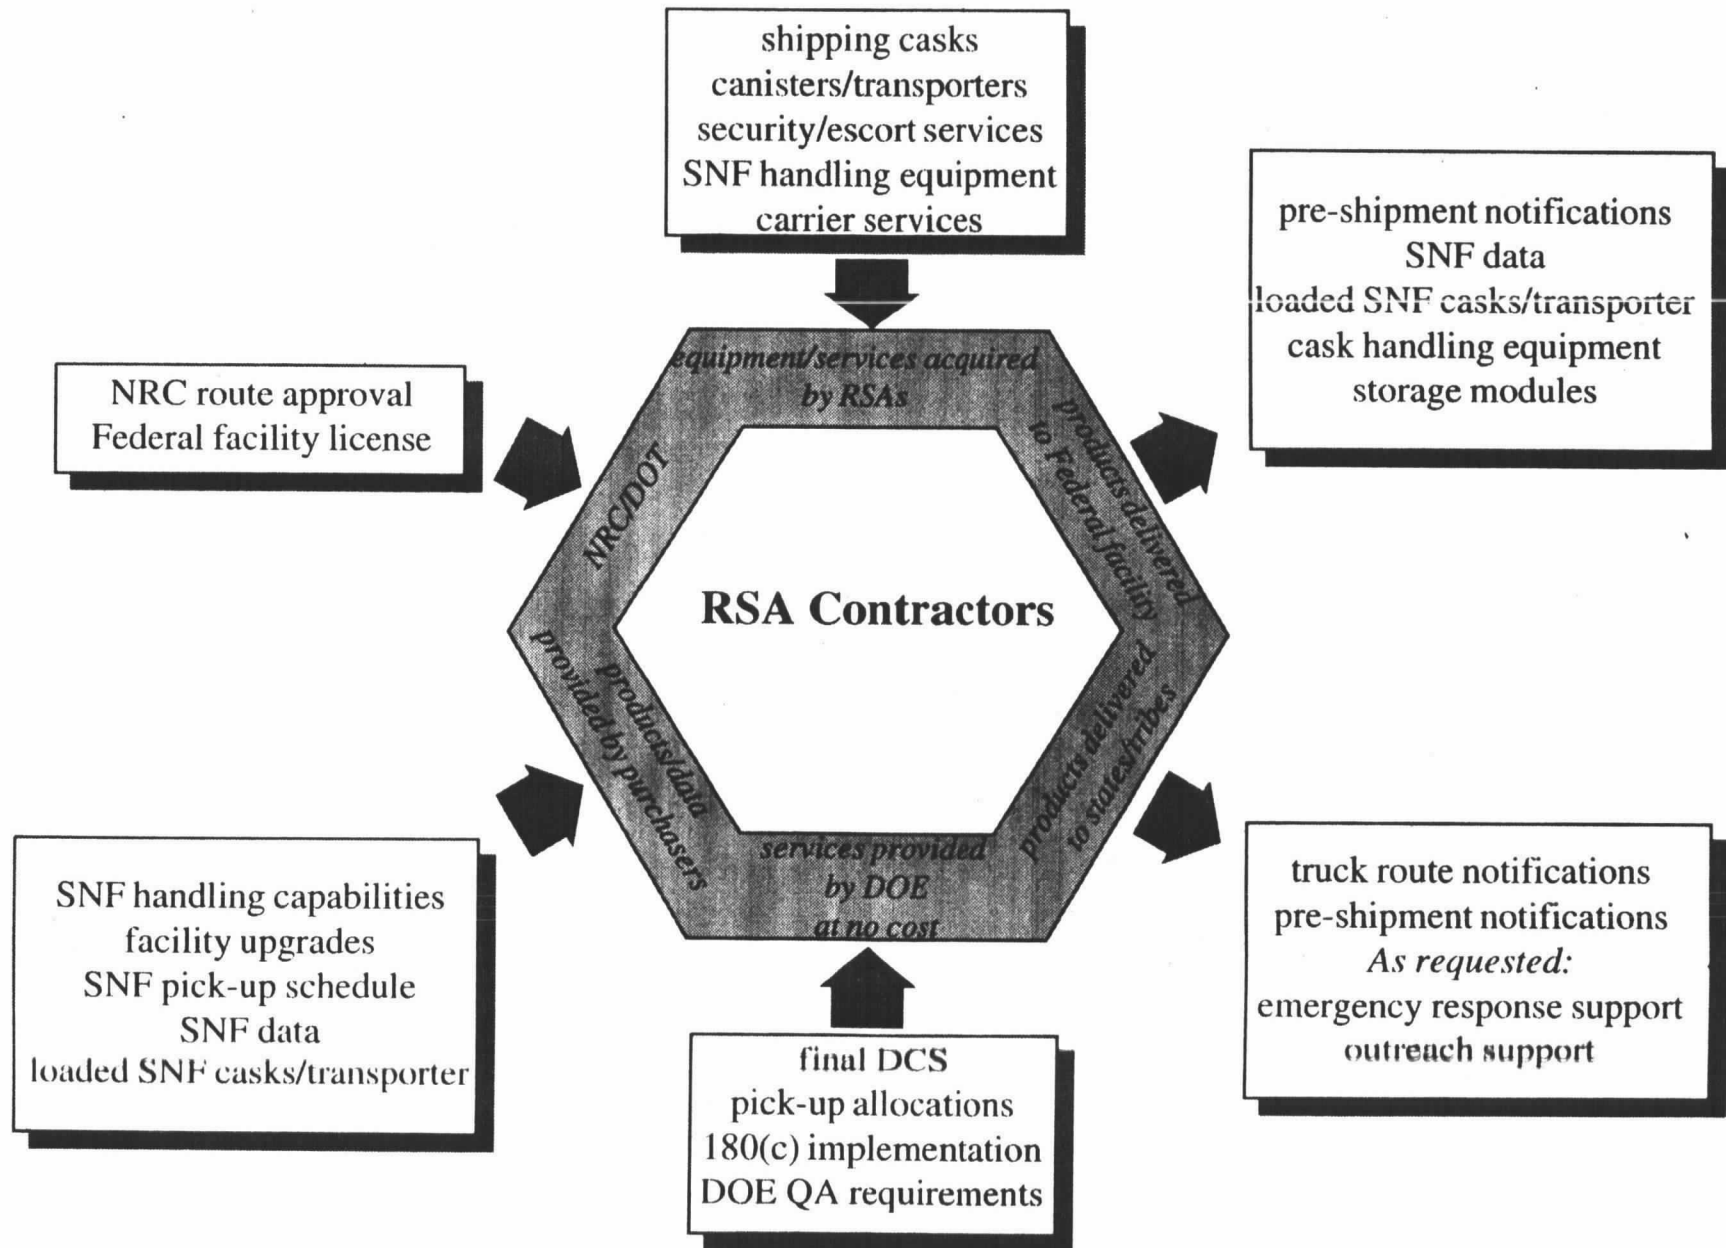 shipping casks
canisters/transporters
security/escort services
SNF handling equipment
carrier services
pre-shipment notifications
SNF data
loaded SNF casks/transporter
cask handling equipment
storage modules
NRC route approval
Federal facility license
equipment/services acquired
by RSAs
NRC/DOT
products delivered
to Federal facility
RSA Contractors
products/data
provided by purchasers
products delivered
to states/tribes
services provided
by DOE
at no cost
SNF handling capabilities
facility upgrades
SNF pick-up schedule
SNF data
loaded SNF casks/transporter
final DCS
pick-up allocations
180(c) implementation
DOE QA requirements
truck route notifications
pre-shipment notifications
As requested:
emergency response support
outreach support